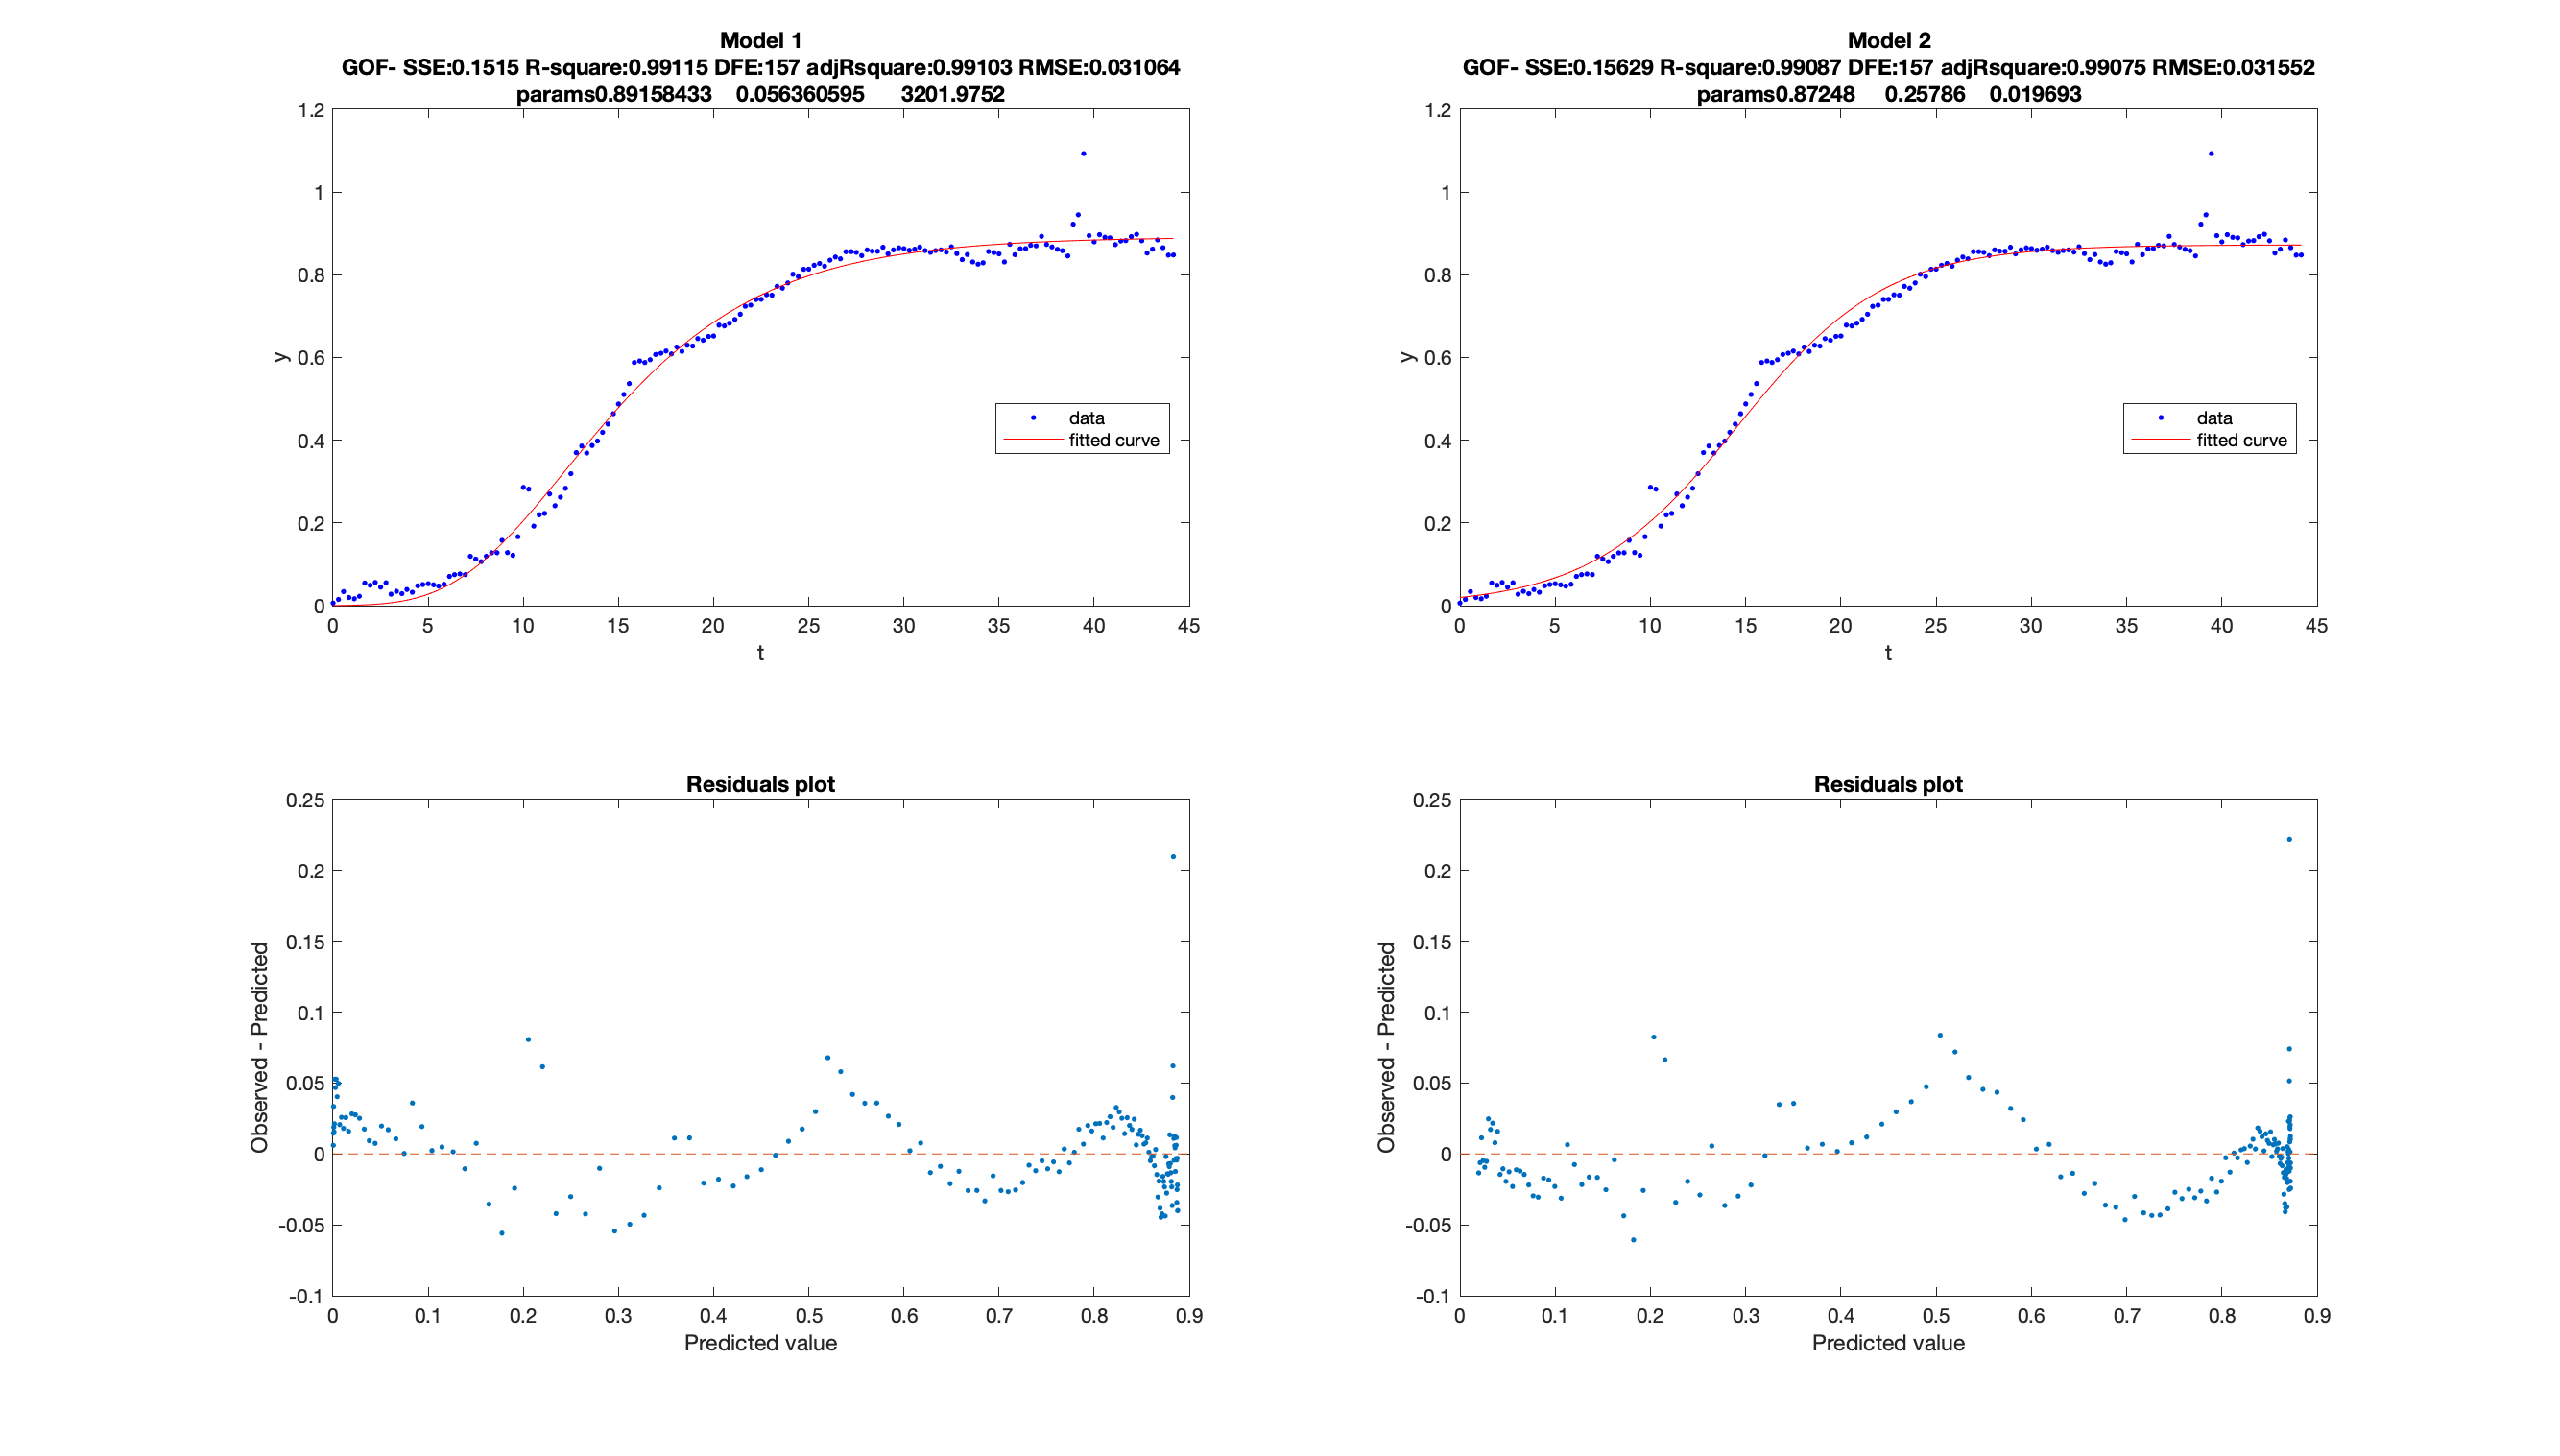 Model 1
GOF- SSE:0.1515 R-square:0.99115 DFE:157 adjRsquare:0.99103 RMSE:0.031064
params0.89158433 0.056360595 3201.9752
1.2
1
0.8
0.6
0.4
0.2
0
y
0 5 10 15 20 25 30 35 40 45
t
data
fitted curve
Model 2
GOF- SSE:0.15629 R-square:0.99087 DFE:157 adjRsquare:0.99075 RMSE:0.031552
params0.87248 0.25786 0.019693
1.2
1
0.8
0.6
0.4
0.2
0
y
0 5 10 15 20 25 30 35 40 45
t
data
fitted curve
Residuals plot
0.25
0.2
0.15
0.1
0.05
0
-0.05
-0.1
Observed - Predicted
0 0.1 0.2 0.3 0.4 0.5 0.6 0.7 0.8 0.9
Predicted value
Residuals plot
0.25
0.2
0.15
0.1
0.05
0
-0.05
-0.1
Observed - Predicted
0 0.1 0.2 0.3 0.4 0.5 0.6 0.7 0.8 0.9
Predicted value